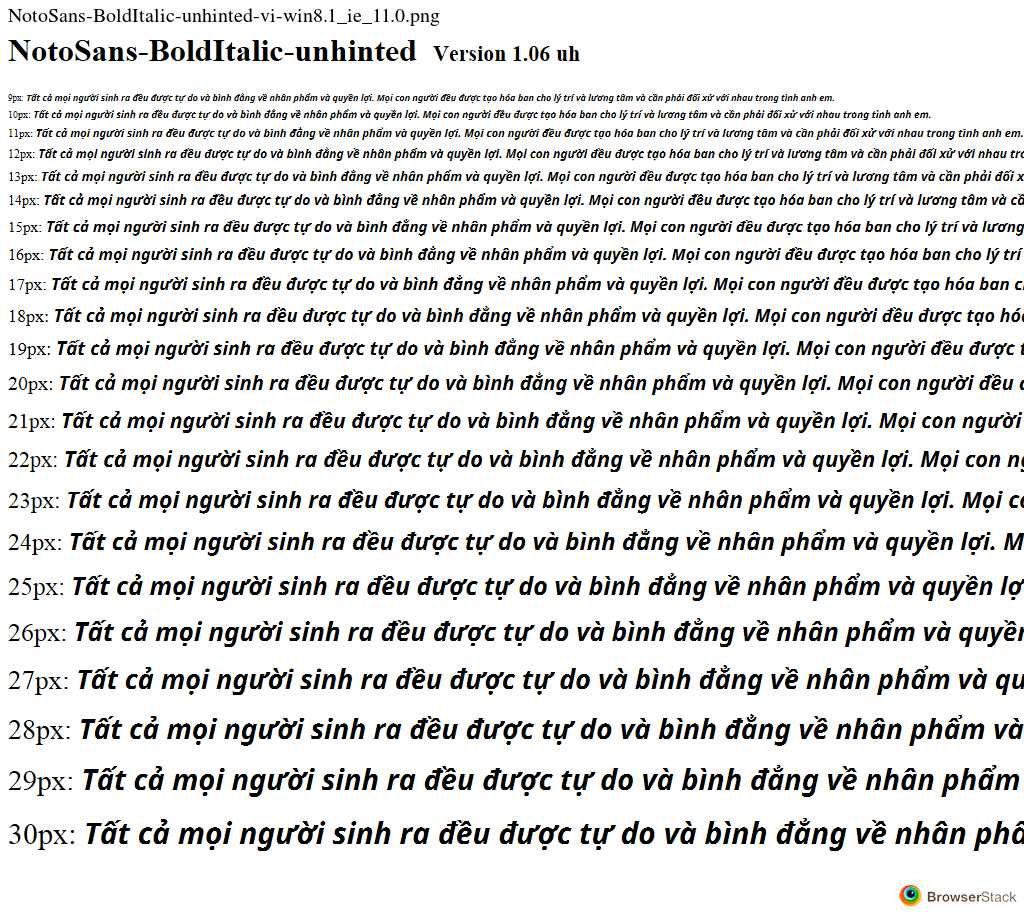 NotoSans-BoldItalic-unhinted-vi-win8.1_ie_11.0.png
NotoSans-BoldItalic-unhinted Version 1.06 uh
9px: Tất cả mọi người sinh ra đều được tự do và bình đẳng về nhân phẩm và quyền lợi. Mọi con người đều được tạo hóa ban cho lý trí và lương tâm và cần phải đối xử với nhau trong tình anh em.
10px: Tất cả mọi người sinh ra đều được tự do và bình đẳng về nhân phẩm và quyền lợi. Mọi con người đều được tạo hóa ban cho lý trí và lương tâm và cần phải đối xử với nhau trong tình anh em.
11px: Tất cả mọi người sinh ra đều được tự do và bình đẳng về nhân phẩm và quyền lợi. Mọi con người đều được tạo hóa ban cho lý trí và lương tâm và cần phải đối xử với nhau trong tình anh em.
12px: Tất cả mọi người sinh ra đều được tự do và bình đẳng về nhân phẩm và quyền lợi. Mọi con người đều được tạo hóa ban cho lý trí và lương tâm và cần phải đối xử với nhau tro
13px: Tất cả mọi người sinh ra đều được tự do và bình đẳng về nhân phẩm và quyền lợi. Mọi con người đều được tạo hóa ban cho lý trí và lương tâm và cần phải đối x
14px: Tất cả mọi người sinh ra đều được tự do và bình đẳng về nhân phẩm và quyền lợi. Mọi con người đều được tạo hóa ban cho lý trí và lương tâm và cầ
15px: Tất cả mọi người sinh ra đều được tự do và bình đẳng về nhân phẩm và quyền lợi. Mọi con người đều được tạo hóa ban cho lý trí và lương
16px: Tất cả mọi người sinh ra đều được tự do và bình đẳng về nhân phẩm và quyền lợi. Mọi con người đều được tạo hóa ban cho lý trí
17px: Tất cả mọi người sinh ra đều được tự do và bình đẳng về nhân phẩm và quyền lợi. Mọi con người đều được tạo hóa ban c
18px: Tất cả mọi người sinh ra đều được tự do và bình đẳng về nhân phẩm và quyền lợi. Mọi con người đều được tạo hó
19px: Tất cả mọi người sinh ra đều được tự do và bình đẳng về nhân phẩm và quyền lợi. Mọi con người đều được t
20px: Tất cả mọi người sinh ra đều được tự do và bình đẳng về nhân phẩm và quyền lợi. Mọi con người đều đ
21px: Tất cả mọi người sinh ra đều được tự do và bình đẳng về nhân phẩm và quyền lợi. Mọi con người
22px: Tất cả mọi người sinh ra đều được tự do và bình đẳng về nhân phẩm và quyền lợi. Mọi con ng
23px: Tất cả mọi người sinh ra đều được tự do và bình đẳng về nhân phẩm và quyền lợi. Mọi co
24px: Tất cả mọi người sinh ra đều được tự do và bình đẳng về nhân phẩm và quyền lợi. M
25px: Tất cả mọi người sinh ra đều được tự do và bình đẳng về nhân phẩm và quyền lợ
26px: Tất cả mọi người sinh ra đều được tự do và bình đẳng về nhân phẩm và quyền
27px: Tất cả mọi người sinh ra đều được tự do và bình đẳng về nhân phẩm và qu
28px: Tất cả mọi người sinh ra đều được tự do và bình đẳng về nhân phẩm và
29px: Tất cả mọi người sinh ra đều được tự do và bình đẳng về nhân phẩm
30px: Tất cả mọi người sinh ra đều được tự do và bình đẳng về nhân phẩ
BrowserStack